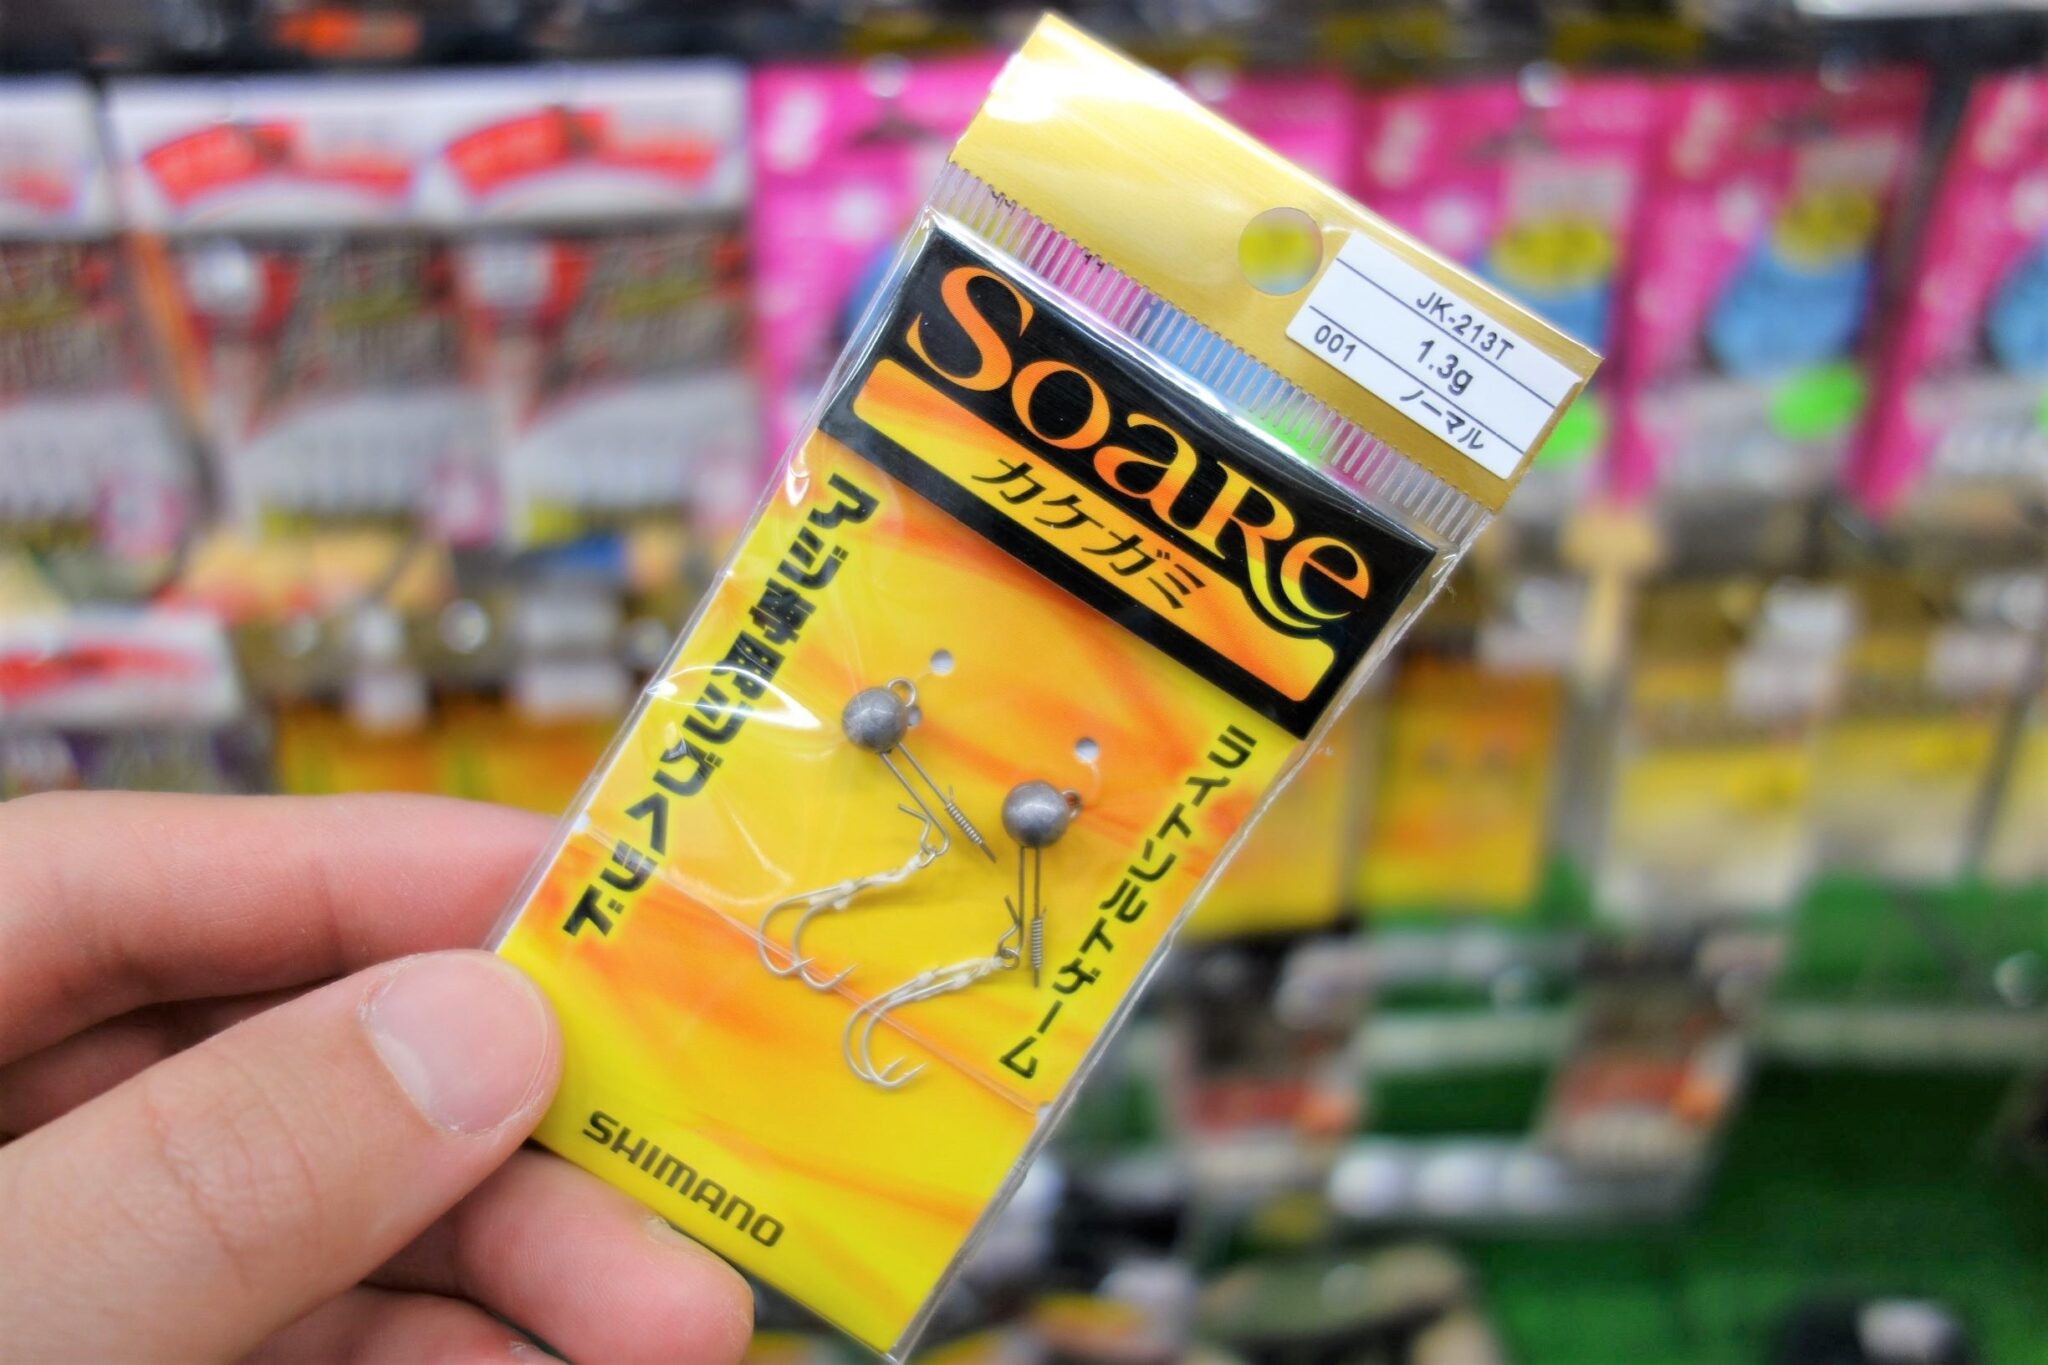 JK-213T
1.3g
001 ノーマル
Soare
カケガミ
アジ専用ジグヘッド
ライトソルトゲーム
SHIMANO